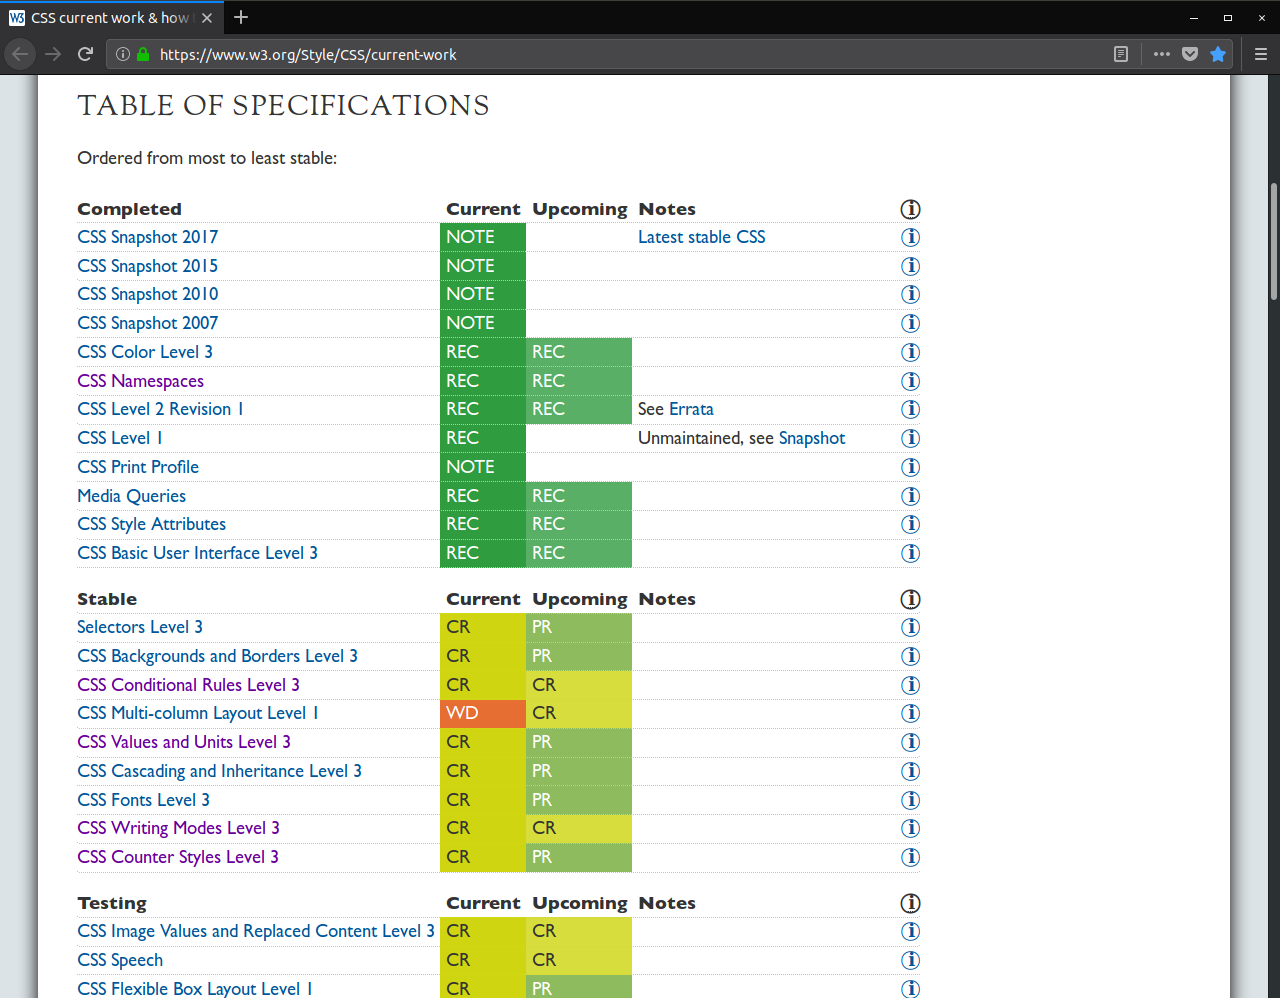 CSS current work & how
https://www.w3.org/Style/CSS/current-work
TABLE OF SPECIFICATIONS
Ordered from most to least stable:
Completed Current Upcoming Notes
CSS Snapshot 2017 NOTE Latest stable CSS
CSS Snapshot 2015 NOTE
CSS Snapshot 2010 NOTE
CSS Snapshot 2007 NOTE
CSS Color Level 3 REC REC
CSS Namespaces REC REC
CSS Level 2 Revision 1 REC REC See Errata
CSS Level 1 REC Unmaintained, see Snapshot
CSS Print Profile NOTE
Media Queries REC REC
CSS Style Attributes REC REC
CSS Basic User Interface Level 3 REC REC
Stable Current Upcoming Notes
Selectors Level 3 CR PR
CSS Backgrounds and Borders Level 3 CR PR
CSS Conditional Rules Level 3 CR CR
CSS Multi-column Layout Level 1 WD CR
CSS Values and Units Level 3 CR PR
CSS Cascading and Inheritance Level 3 CR PR
CSS Fonts Level 3 CR PR
CSS Writing Modes Level 3 CR CR
CSS Counter Styles Level 3 CR PR
Testing Current Upcoming Notes
CSS Image Values and Replaced Content Level 3 CR CR
CSS Speech CR CR
CSS Flexible Box Layout Level 1 CR PR